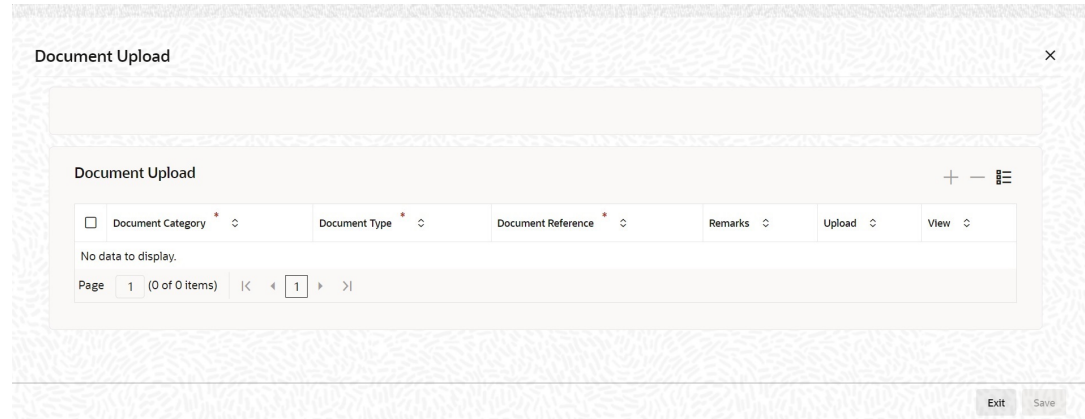 Document Upload
Document Upload
Document Category * Document Type * Document Reference * Remarks Upload View
No data to display.
Page 1 (0 of 0 items) 1
Exit Save